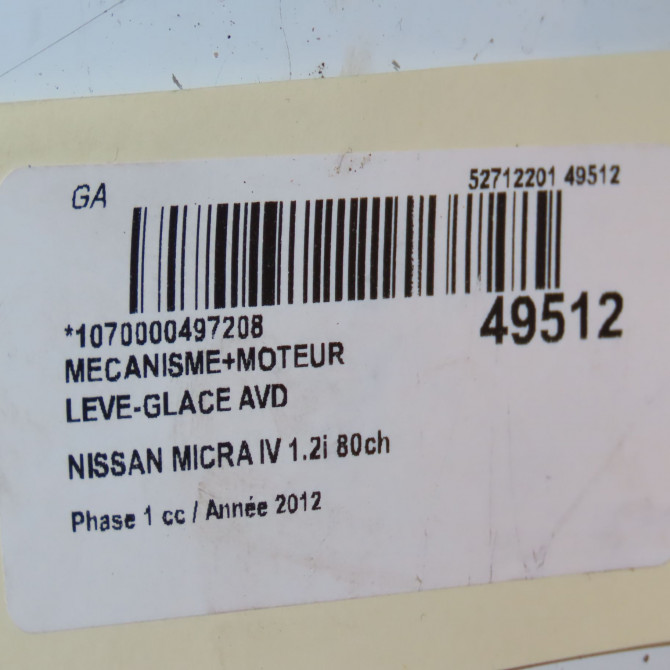 GA
52712201 49512
*1070000497208
49512
MECANISME+MOTEUR
LEVE-GLACE AVD
NISSAN MICRA IV 1.2i 80ch
Phase 1 cc / Année 2012